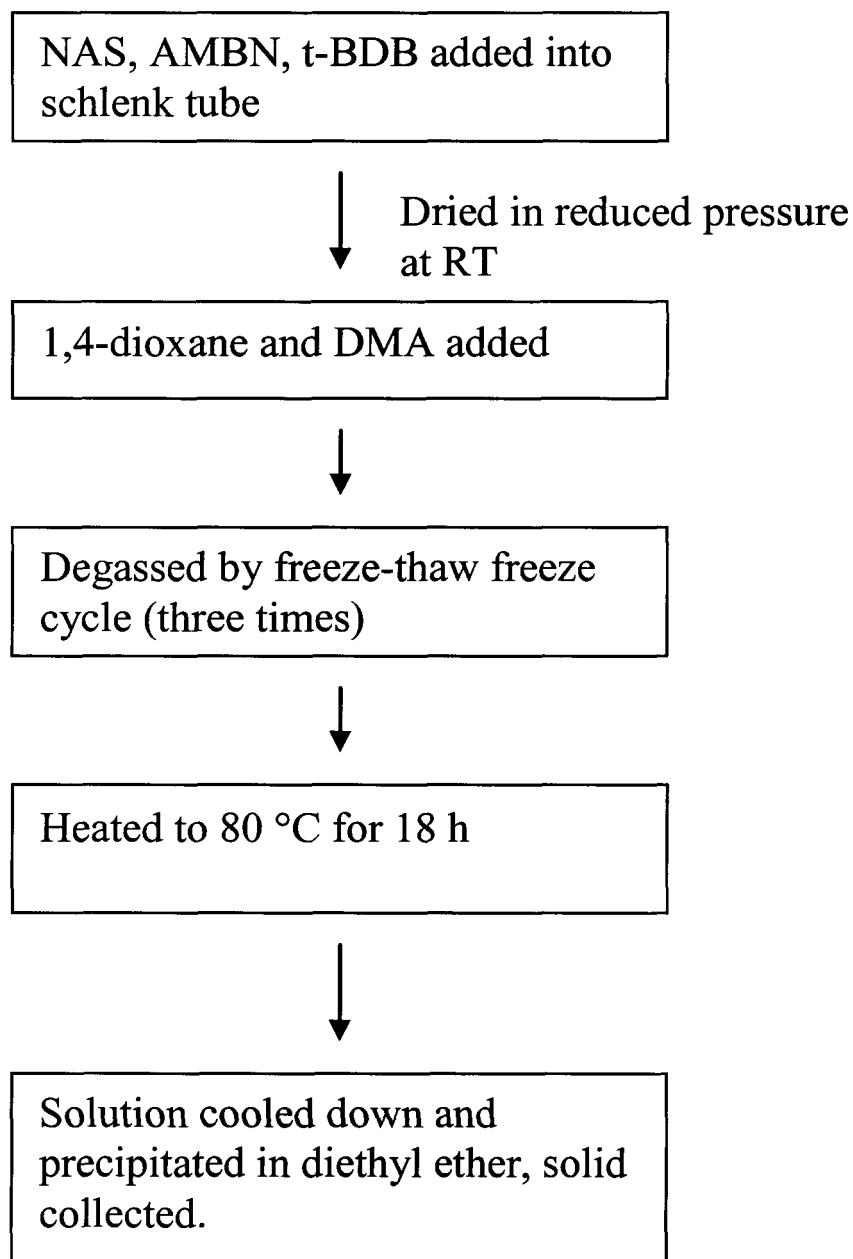 NAS, AMBN, t-BDB added into
schlenk tube
Dried in reduced pressure
at RT
1,4-dioxane and DMA added
Degassed by freeze-thaw freeze
cycle (three times)
Heated to 80 °C for 18 h
Solution cooled down and
precipitated in diethyl ether, solid
collected.